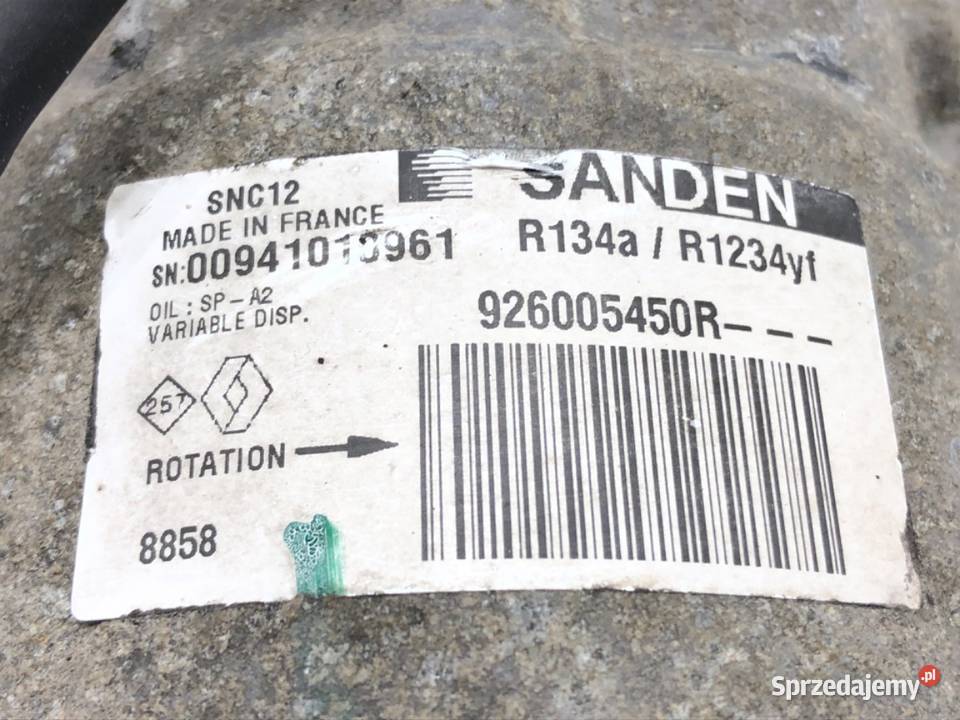 SNC12
MADE IN FRANCE
SN:00941010961
OIL : SP-A2
VARIABLE DISP.
SANDEN
R134a / R1234yf
926005450R---
257
ROTATION
8858
Sprzedajemy.pl